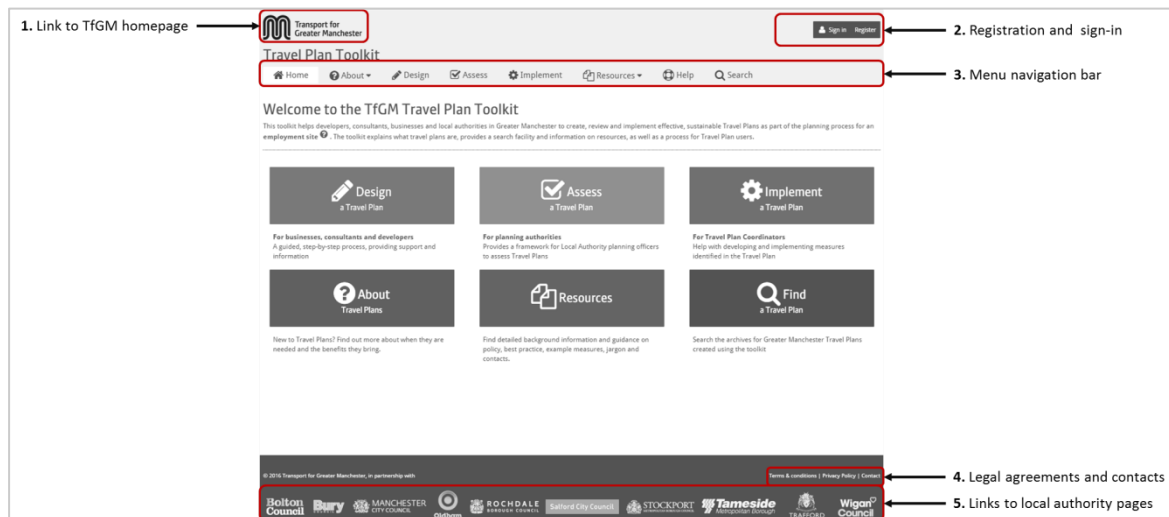 1. Link to TfGM homepage
Transport for
Greater Manchester
Sign in Register
2. Registration and sign-in
Travel Plan Toolkit
Home About Design Assess Implement Resources Help Search
3. Menu navigation bar
Welcome to the TfGM Travel Plan Toolkit
This toolkit helps developers, consultants, businesses and local authorities in Greater Manchester to create, review and implement effective, sustainable Travel Plans as part of the planning process for an
employment site . The toolkit explains what travel plans are, provides a search facility and information on resources, as well as a process for Travel Plan users.
Design
a Travel Plan
Assess
a Travel Plan
Implement
a Travel Plan
For businesses, consultants and developers
A guided, step-by-step process, providing support and
information
For planning authorities
Provides a framework for Local Authority planning officers
to assess Travel Plans
For Travel Plan Coordinators
Help with developing and implementing measures
identified in the Travel Plan
About
Travel Plans
Resources
Find
a Travel Plan
New to Travel Plans? Find out more about when they are
needed and the benefits they bring.
Find detailed background information and guidance on
policy, best practice, example measures, jargon and
contacts.
Search the archives for Greater Manchester Travel Plans
created using the toolkit
© 2016 Transport for Greater Manchester, in partnership with
Terms & conditions | Privacy Policy | Contact
4. Legal agreements and contacts
Bolton
Council
Bury
MANCHESTER
CITY COUNCIL
Oldham
ROCHDALE
BOROUGH COUNCIL
Salford City Council
STOCKPORT
METROPOLITAN BOROUGH COUNCIL
Tameside
Metropolitan Borough
TRAFFORD
Wigan
Council
5. Links to local authority pages